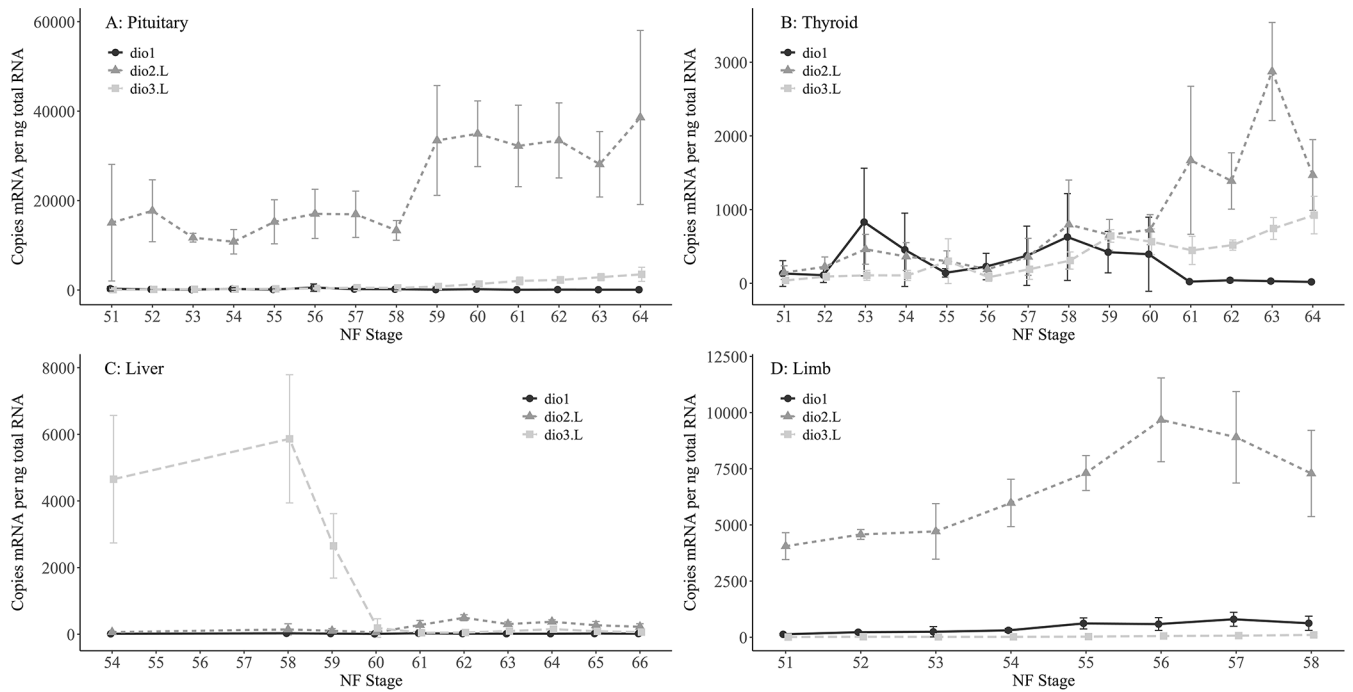 A: Pituitary
dio1
dio2.L
dio3.L
Copies mRNA per ng total RNA
60000
40000
20000
0
51 52 53 54 55 56 57 58 59 60 61 62 63 64
NF Stage
B: Thyroid
dio1
dio2.L
dio3.L
Copies mRNA per ng total RNA
3000
2000
1000
0
51 52 53 54 55 56 57 58 59 60 61 62 63 64
NF Stage
C: Liver
dio1
dio2.L
dio3.L
Copies mRNA per ng total RNA
8000
6000
4000
2000
0
54 55 56 57 58 59 60 61 62 63 64 65 66
NF Stage
D: Limb
dio1
dio2.L
dio3.L
Copies mRNA per ng total RNA
12500
10000
7500
5000
2500
0
51 52 53 54 55 56 57 58
NF Stage